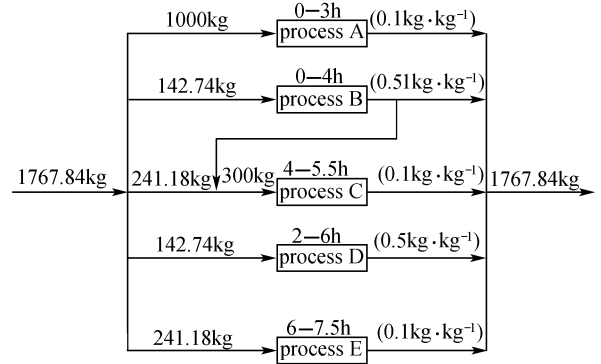 1000kg 0—3h (0.1kg·kg⁻¹)
process A
142.74kg 0—4h (0.51kg·kg⁻¹)
process B
1767.84kg 241.18kg 300kg 4—5.5h (0.1kg·kg⁻¹) 1767.84kg
process C
142.74kg 2—6h (0.5kg·kg⁻¹)
process D
241.18kg 6—7.5h (0.1kg·kg⁻¹)
process E